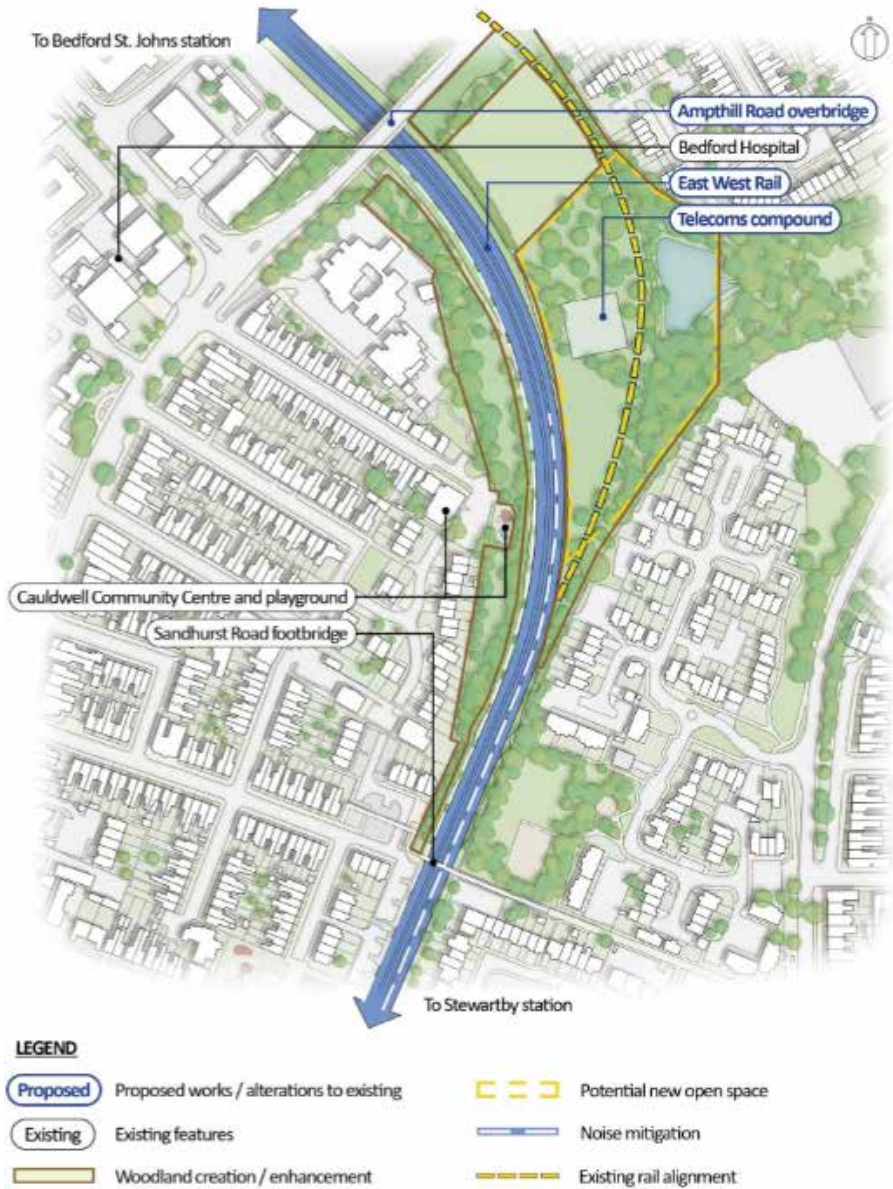 To Bedford St. Johns station
N
Ampthill Road overbridge
Bedford Hospital
East West Rail
Telecoms compound
Cauldwell Community Centre and playground
Sandhurst Road footbridge
To Stewartby station
LEGEND
Proposed Proposed works / alterations to existing
Existing Existing features
Woodland creation / enhancement
Potential new open space
Noise mitigation
Existing rail alignment